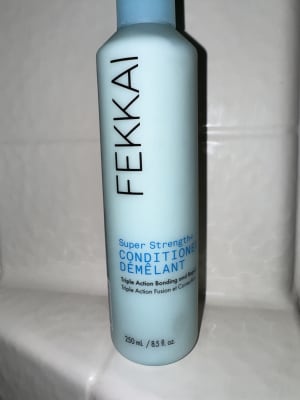 FEKKAI
Super Strength+
CONDITIONER
DÉMÊLANT
Triple Action Bonding and
Triple Action Fusion et
250 mL / 8.5 fl. oz.